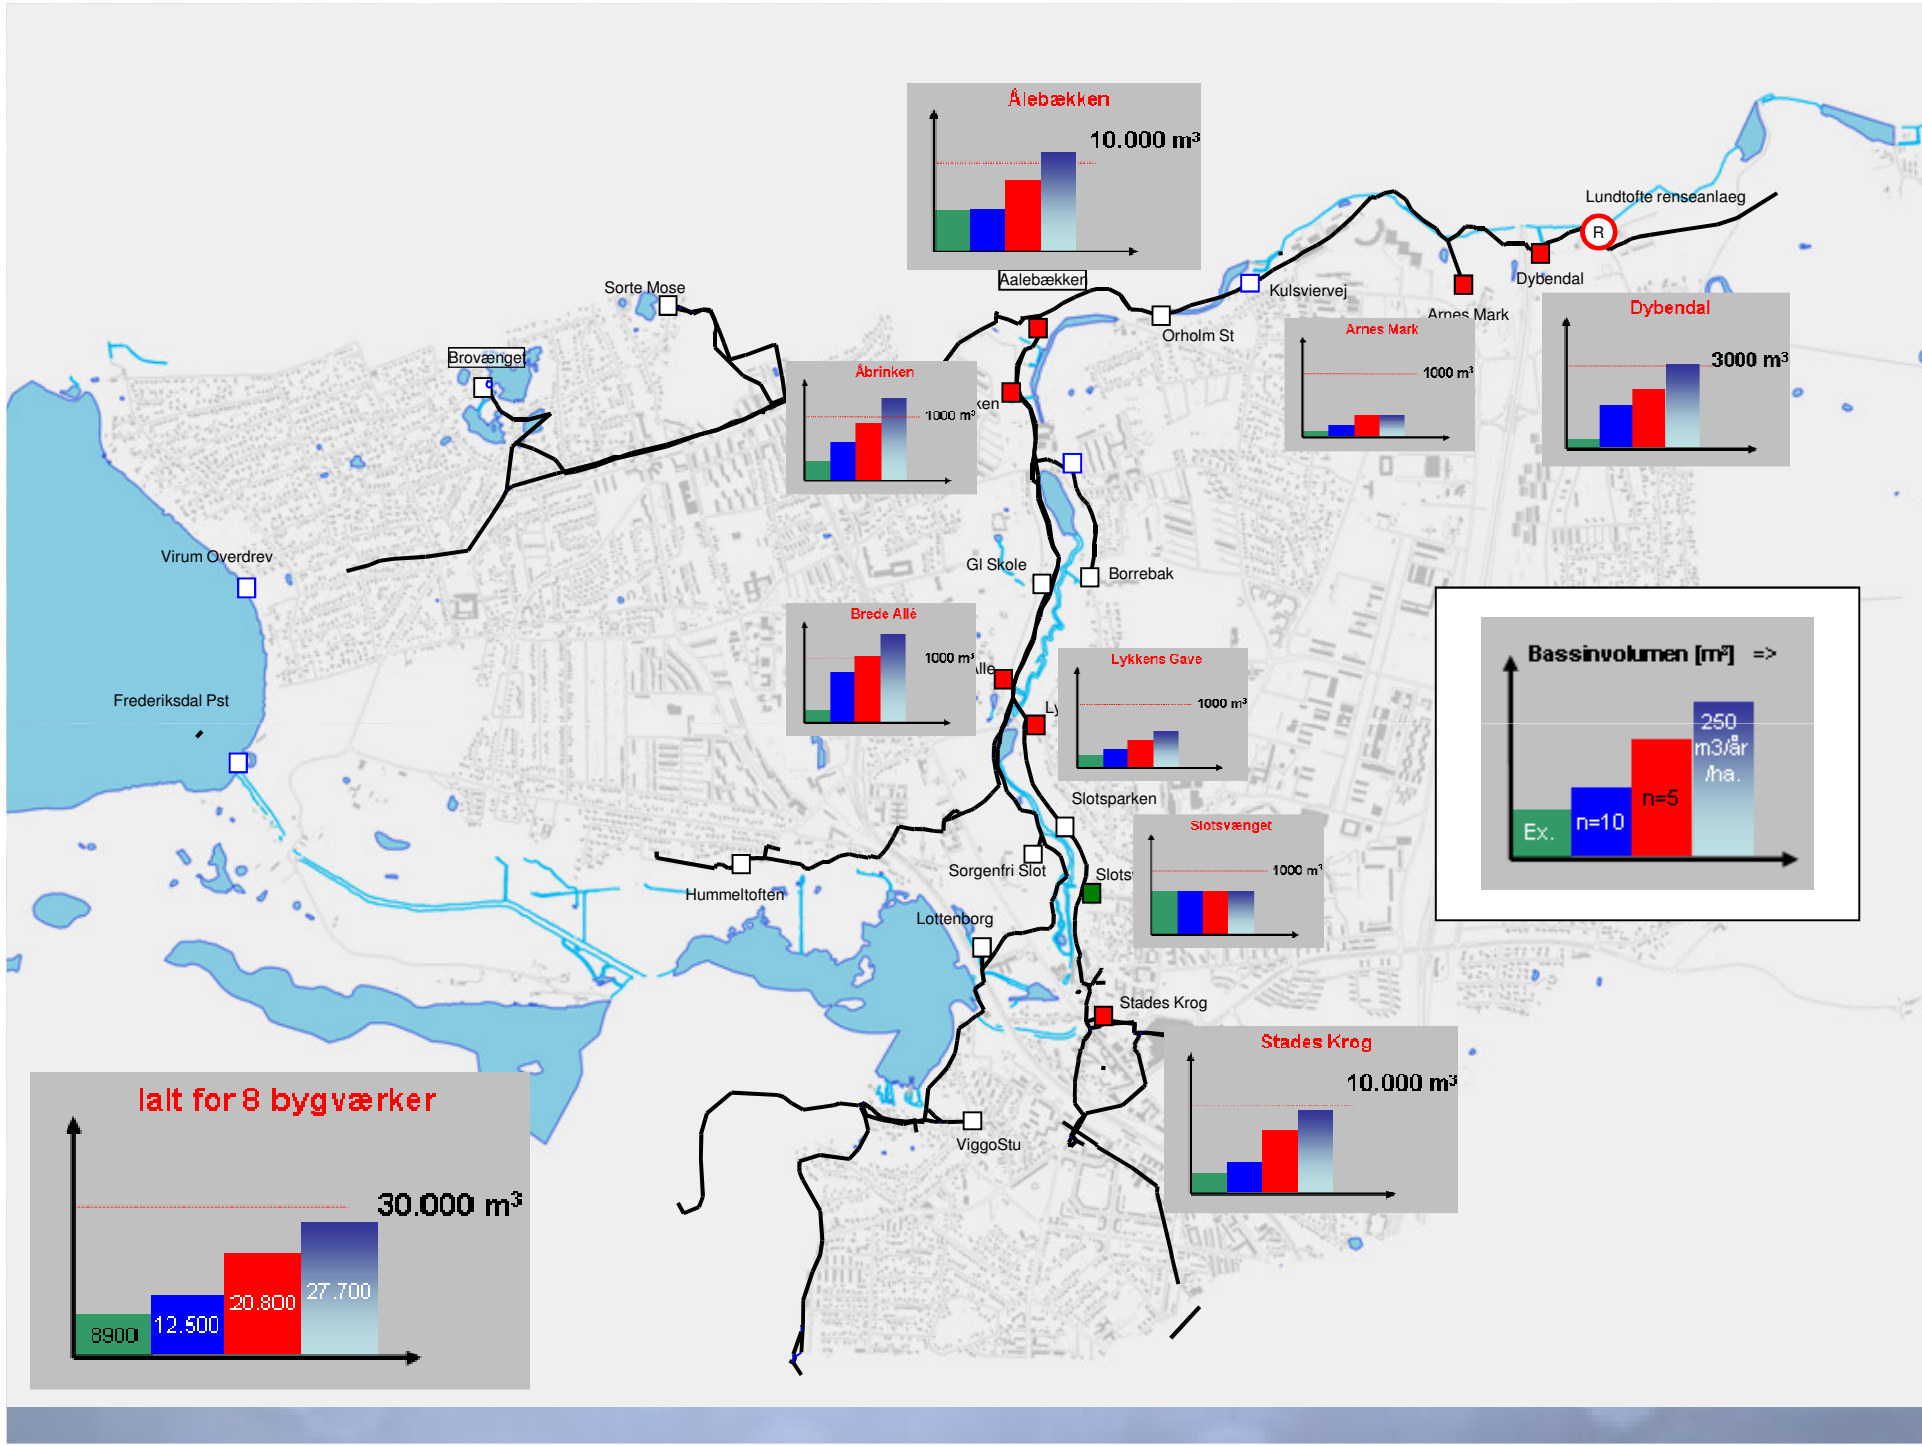 Ålebækken
10.000 m³
Aalebækken
Lundtofte renseanlaeg
R
Dybendal
Kulsviervej
Orholm St
Arnes Mark
Arnes Mark
1000 m³
Dybendal
3000 m³
Sorte Mose
Brovænget
Åbrinken
1000 m³
ken
Virum Overdrev
Gl Skole
Borrebak
Brede Allé
1000 m³
Alle
Lykkens Gave
1000 m³
Ly
Frederiksdal Pst
Bassinvolumen [m³] =>
Ex.
n=10
n=5
250
m3/år
/ha.
Slotsparken
Slotsvænget
1000 m³
Sorgenfri Slot
Slots
Hummeltoften
Lottenborg
Stades Krog
Stades Krog
10.000 m³
ViggoStu
Ialt for 8 bygværker
30.000 m³
8900
12.500
20.800
27.700